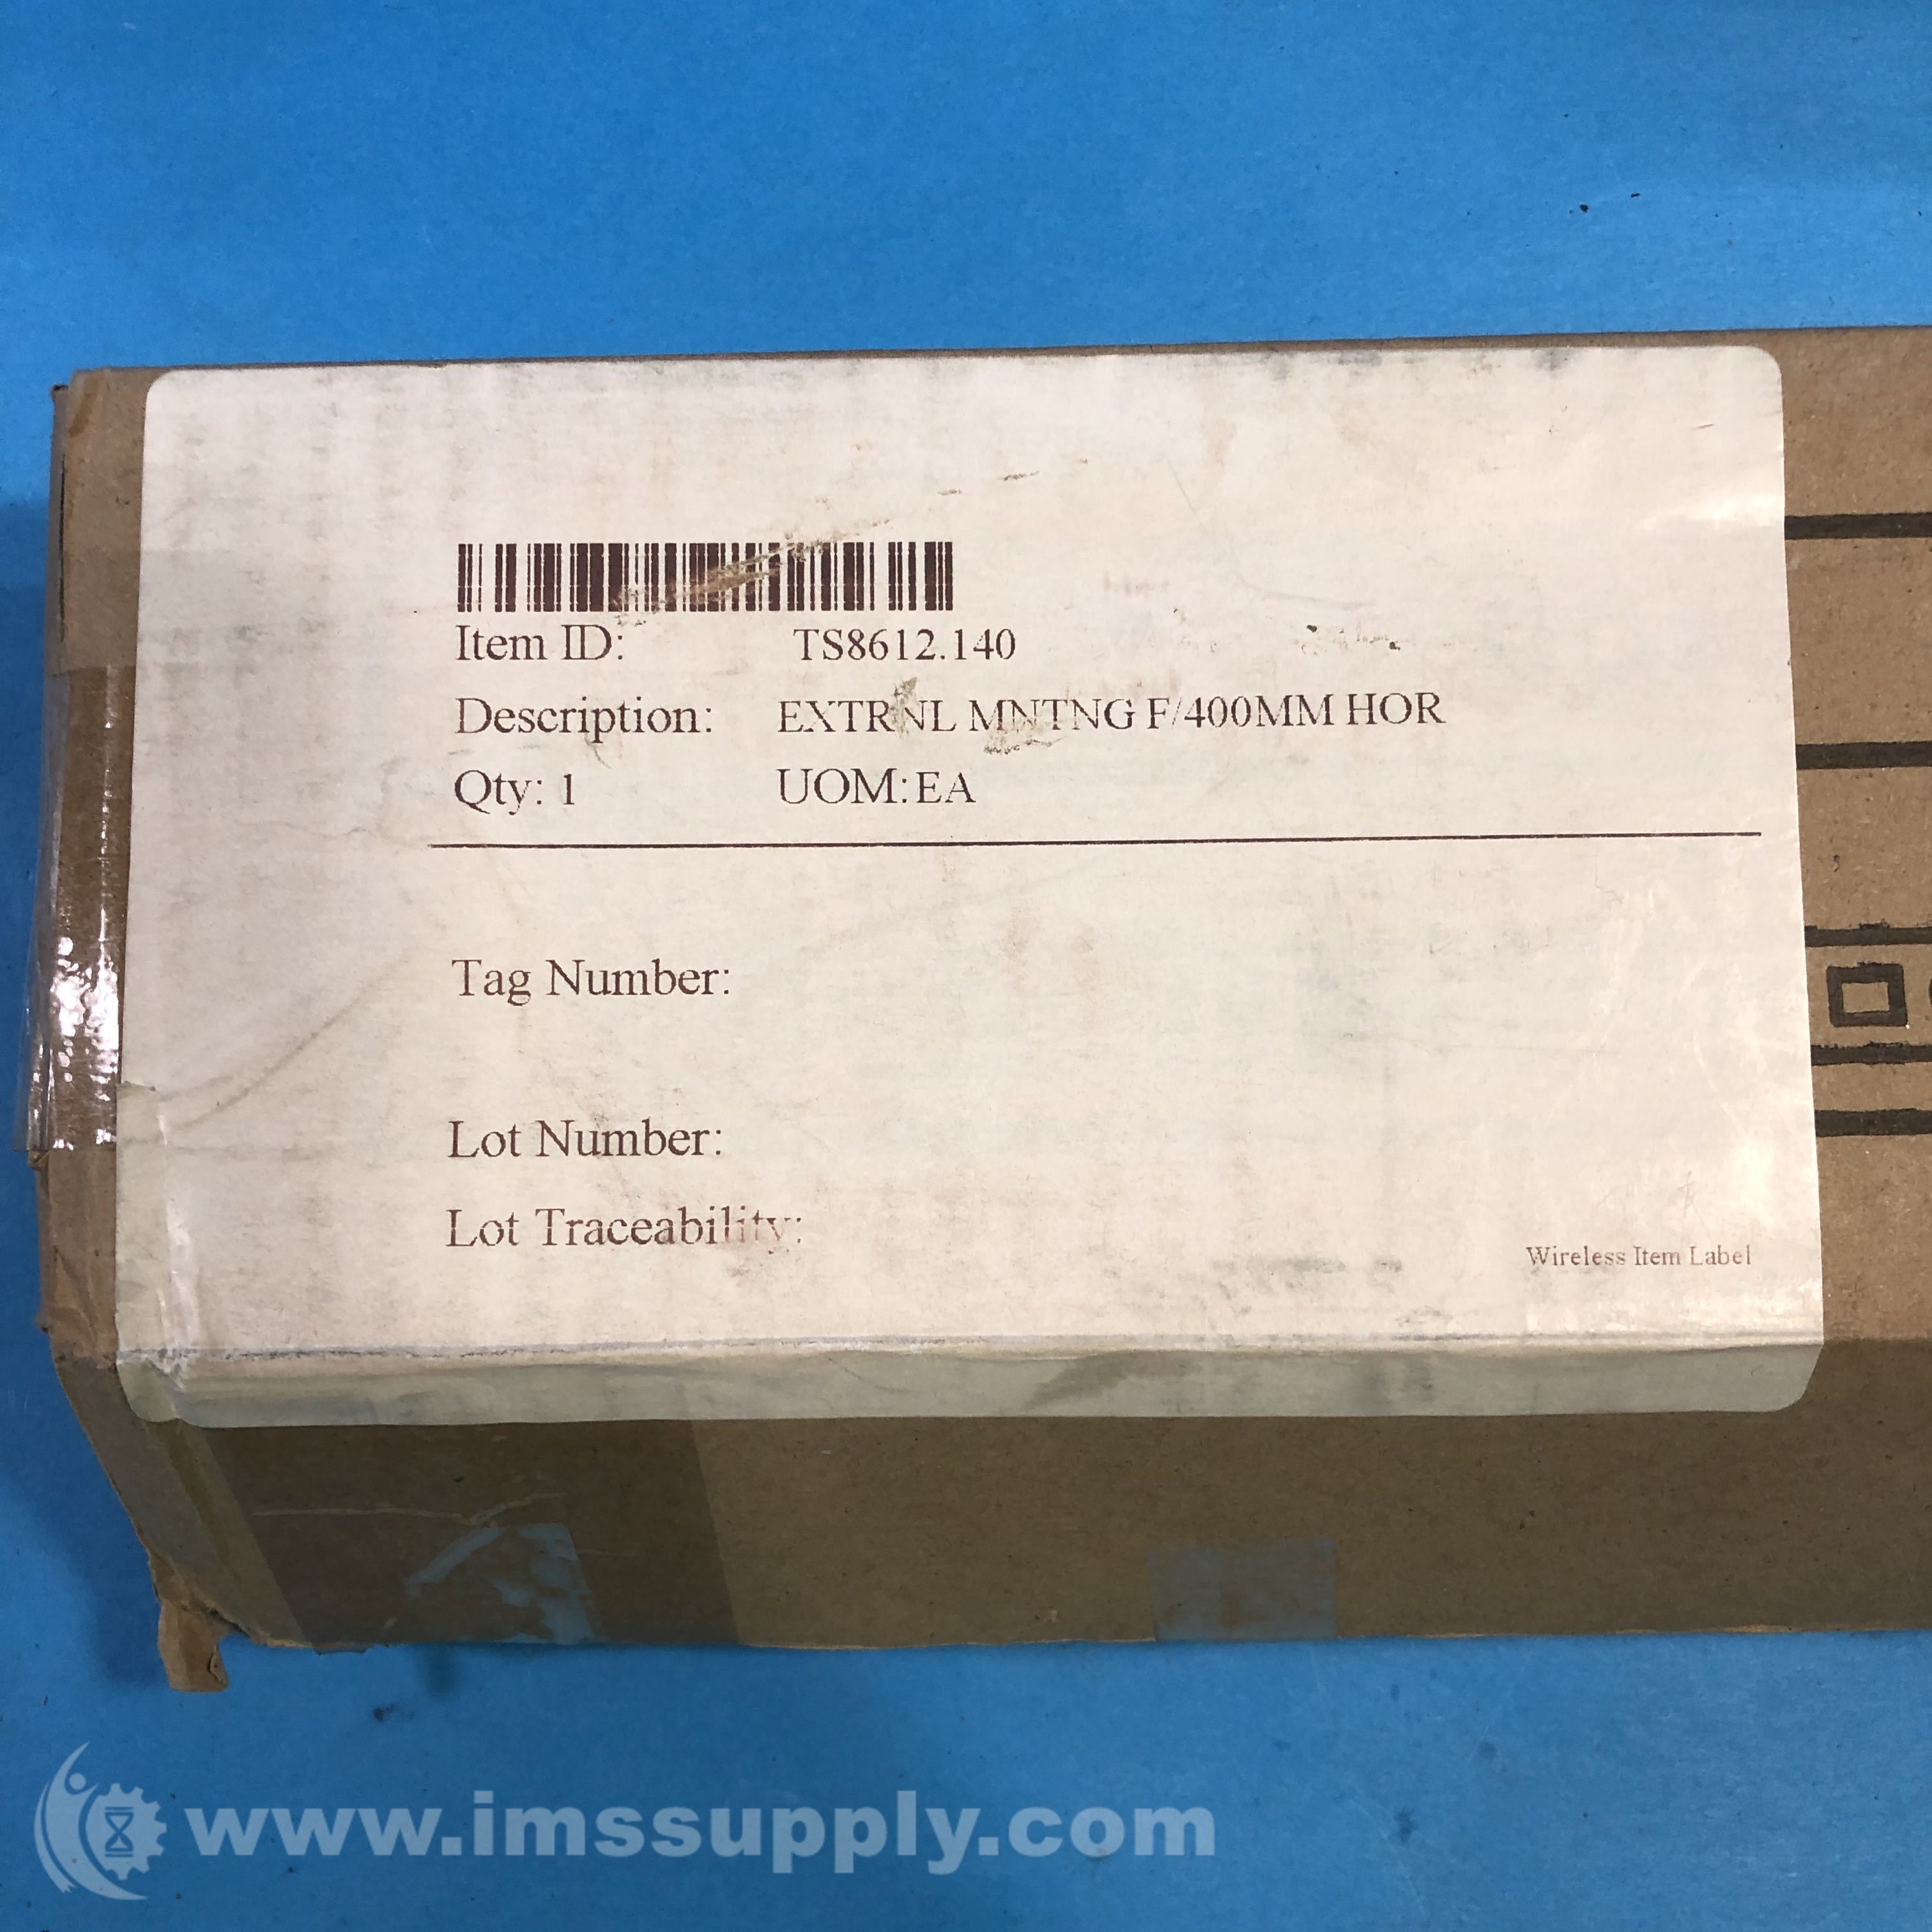 Item ID: TS8612.140
Description: EXTRNL MNTNG F/400MM HOR
Qty: 1 UOM:EA
Tag Number:
Lot Number:
Lot Traceability:
Wireless Item Label
www.imssupply.com